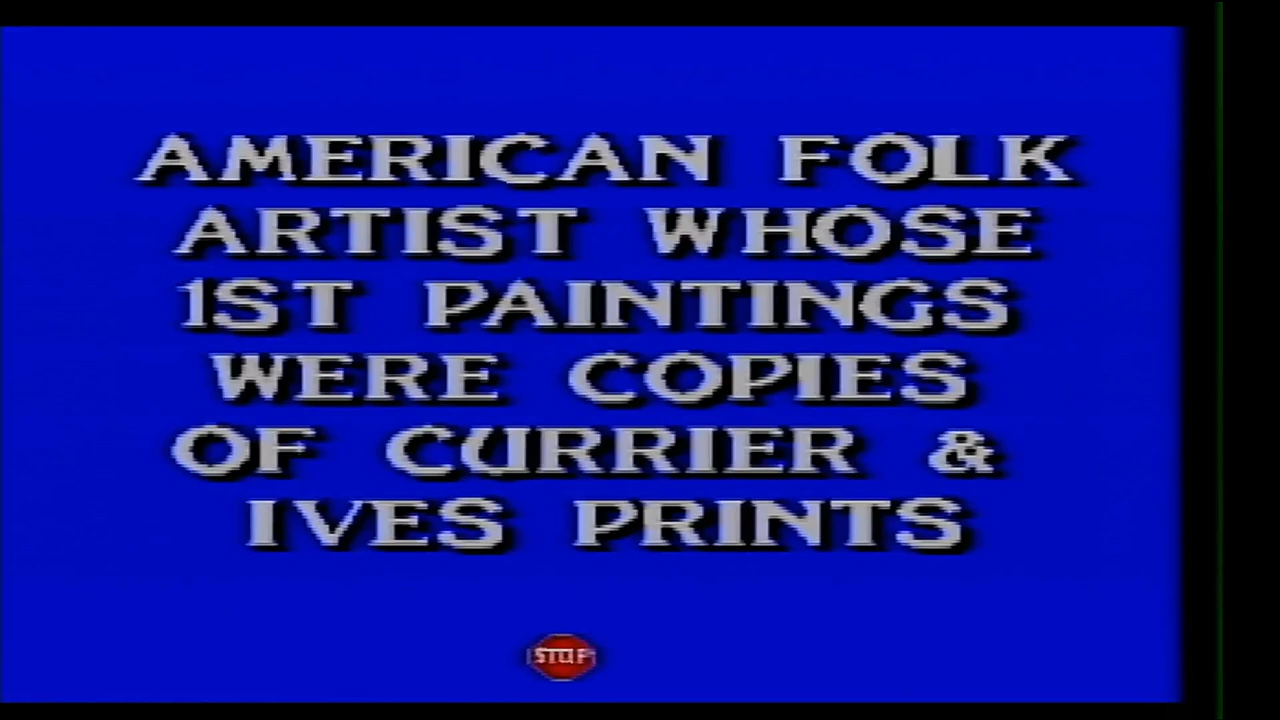 AMERICAN FOLK
ARTIST WHOSE
1ST PAINTINGS
WERE COPIES
OF CURRIER &
IVES PRINTS
STOP